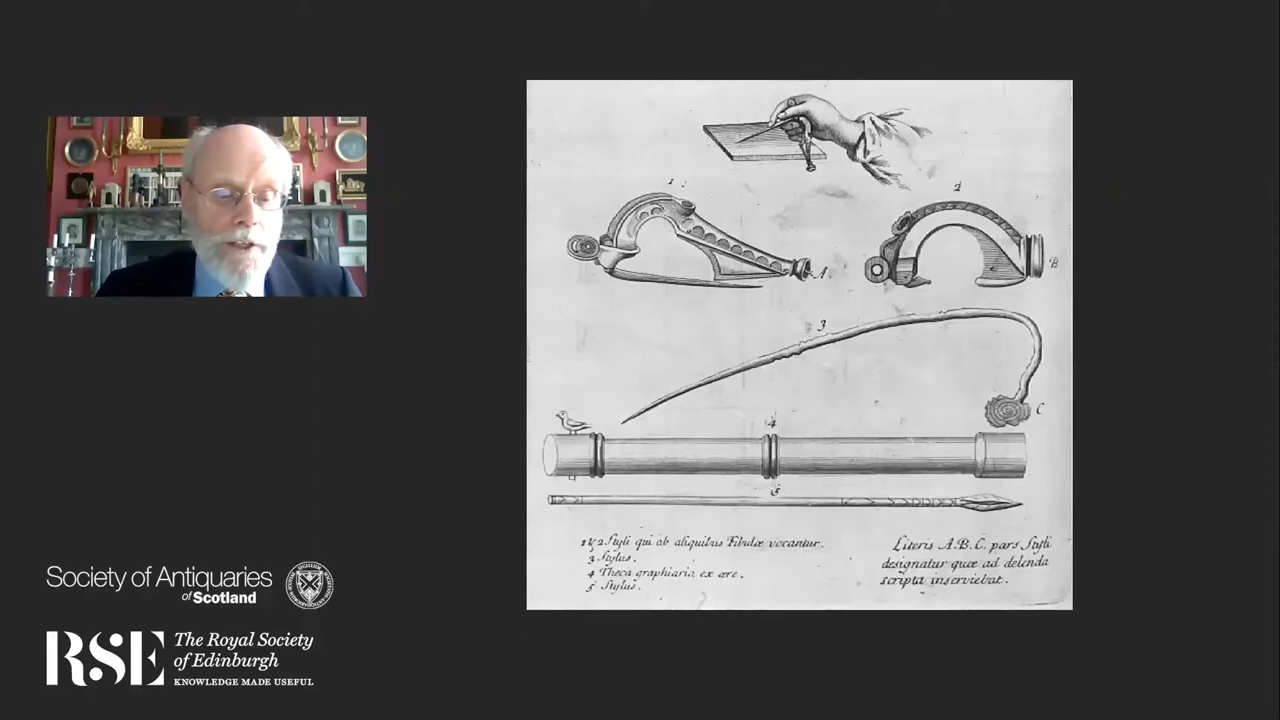 1
2
A
B
3
C
4
5
1 & 2 Styli qui ab aliquibus Fibulæ vocantur.
3 Stylus.
4 Theca graphiaria ex ære.
5 Stylus.
Literis A.B.C. pars Styli
designatur quæ ad delenda
scripta inserviebat.
Society of Antiquaries
of Scotland
RSE
The Royal Society
of Edinburgh
KNOWLEDGE MADE USEFUL